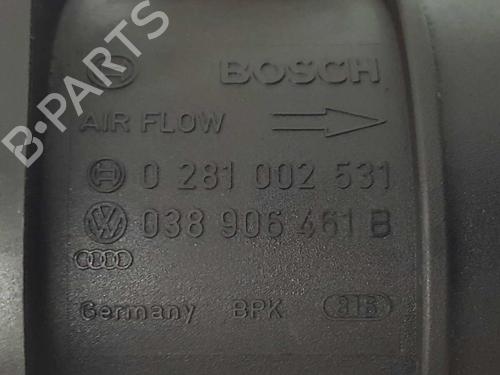 BOSCH
AIR FLOW
0 281 002 531
038 906 461 B
Germany BPK
B-PARTS